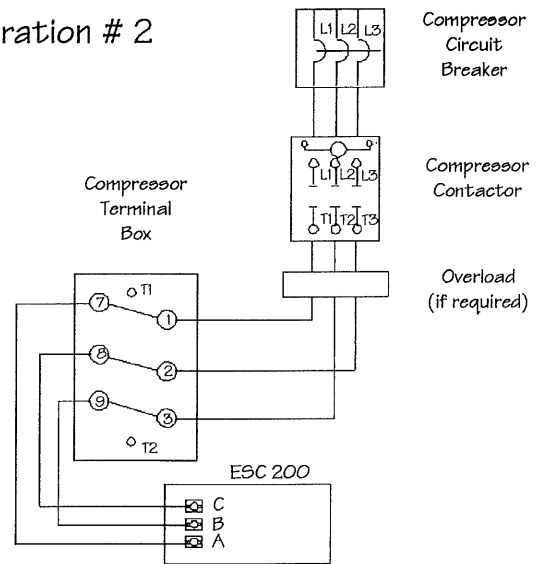 ration # 2
L1 L2 L3
Compressor
Circuit
Breaker
L1 L2 L3
T1 T2 T3
Compressor
Contactor
Compressor
Terminal
Box
Overload
(if required)
7
T1
1
8
2
9
3
T2
ESC 200
C
B
A